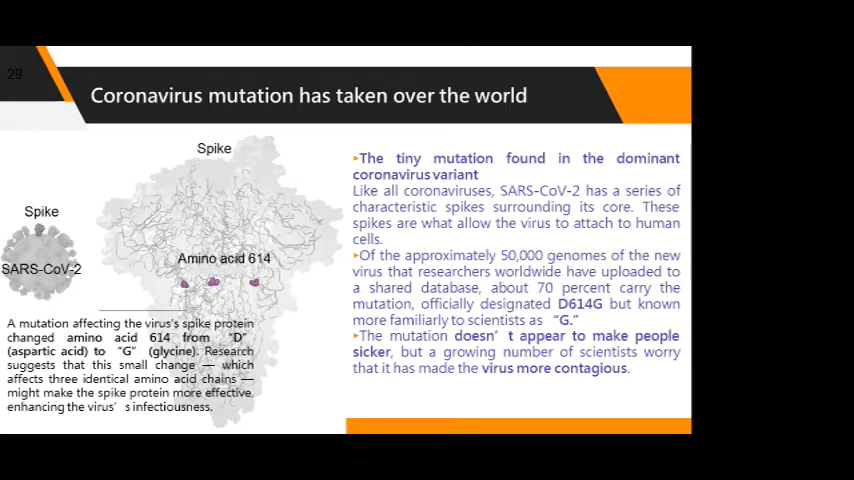 29
Coronavirus mutation has taken over the world
Spike
Spike
SARS-CoV-2
Amino acid 614
A mutation affecting the virus's spike protein
changed amino acid 614 from "D"
(aspartic acid) to "G" (glycine). Research
suggests that this small change — which
affects three identical amino acid chains —
might make the spike protein more effective,
enhancing the virus' s infectiousness.
▸The tiny mutation found in the dominant
coronavirus variant
Like all coronaviruses, SARS-CoV-2 has a series of
characteristic spikes surrounding its core. These
spikes are what allow the virus to attach to human
cells.
▸Of the approximately 50,000 genomes of the new
virus that researchers worldwide have uploaded to
a shared database, about 70 percent carry the
mutation, officially designated D614G but known
more familiarly to scientists as "G."
▸The mutation doesn' t appear to make people
sicker, but a growing number of scientists worry
that it has made the virus more contagious.